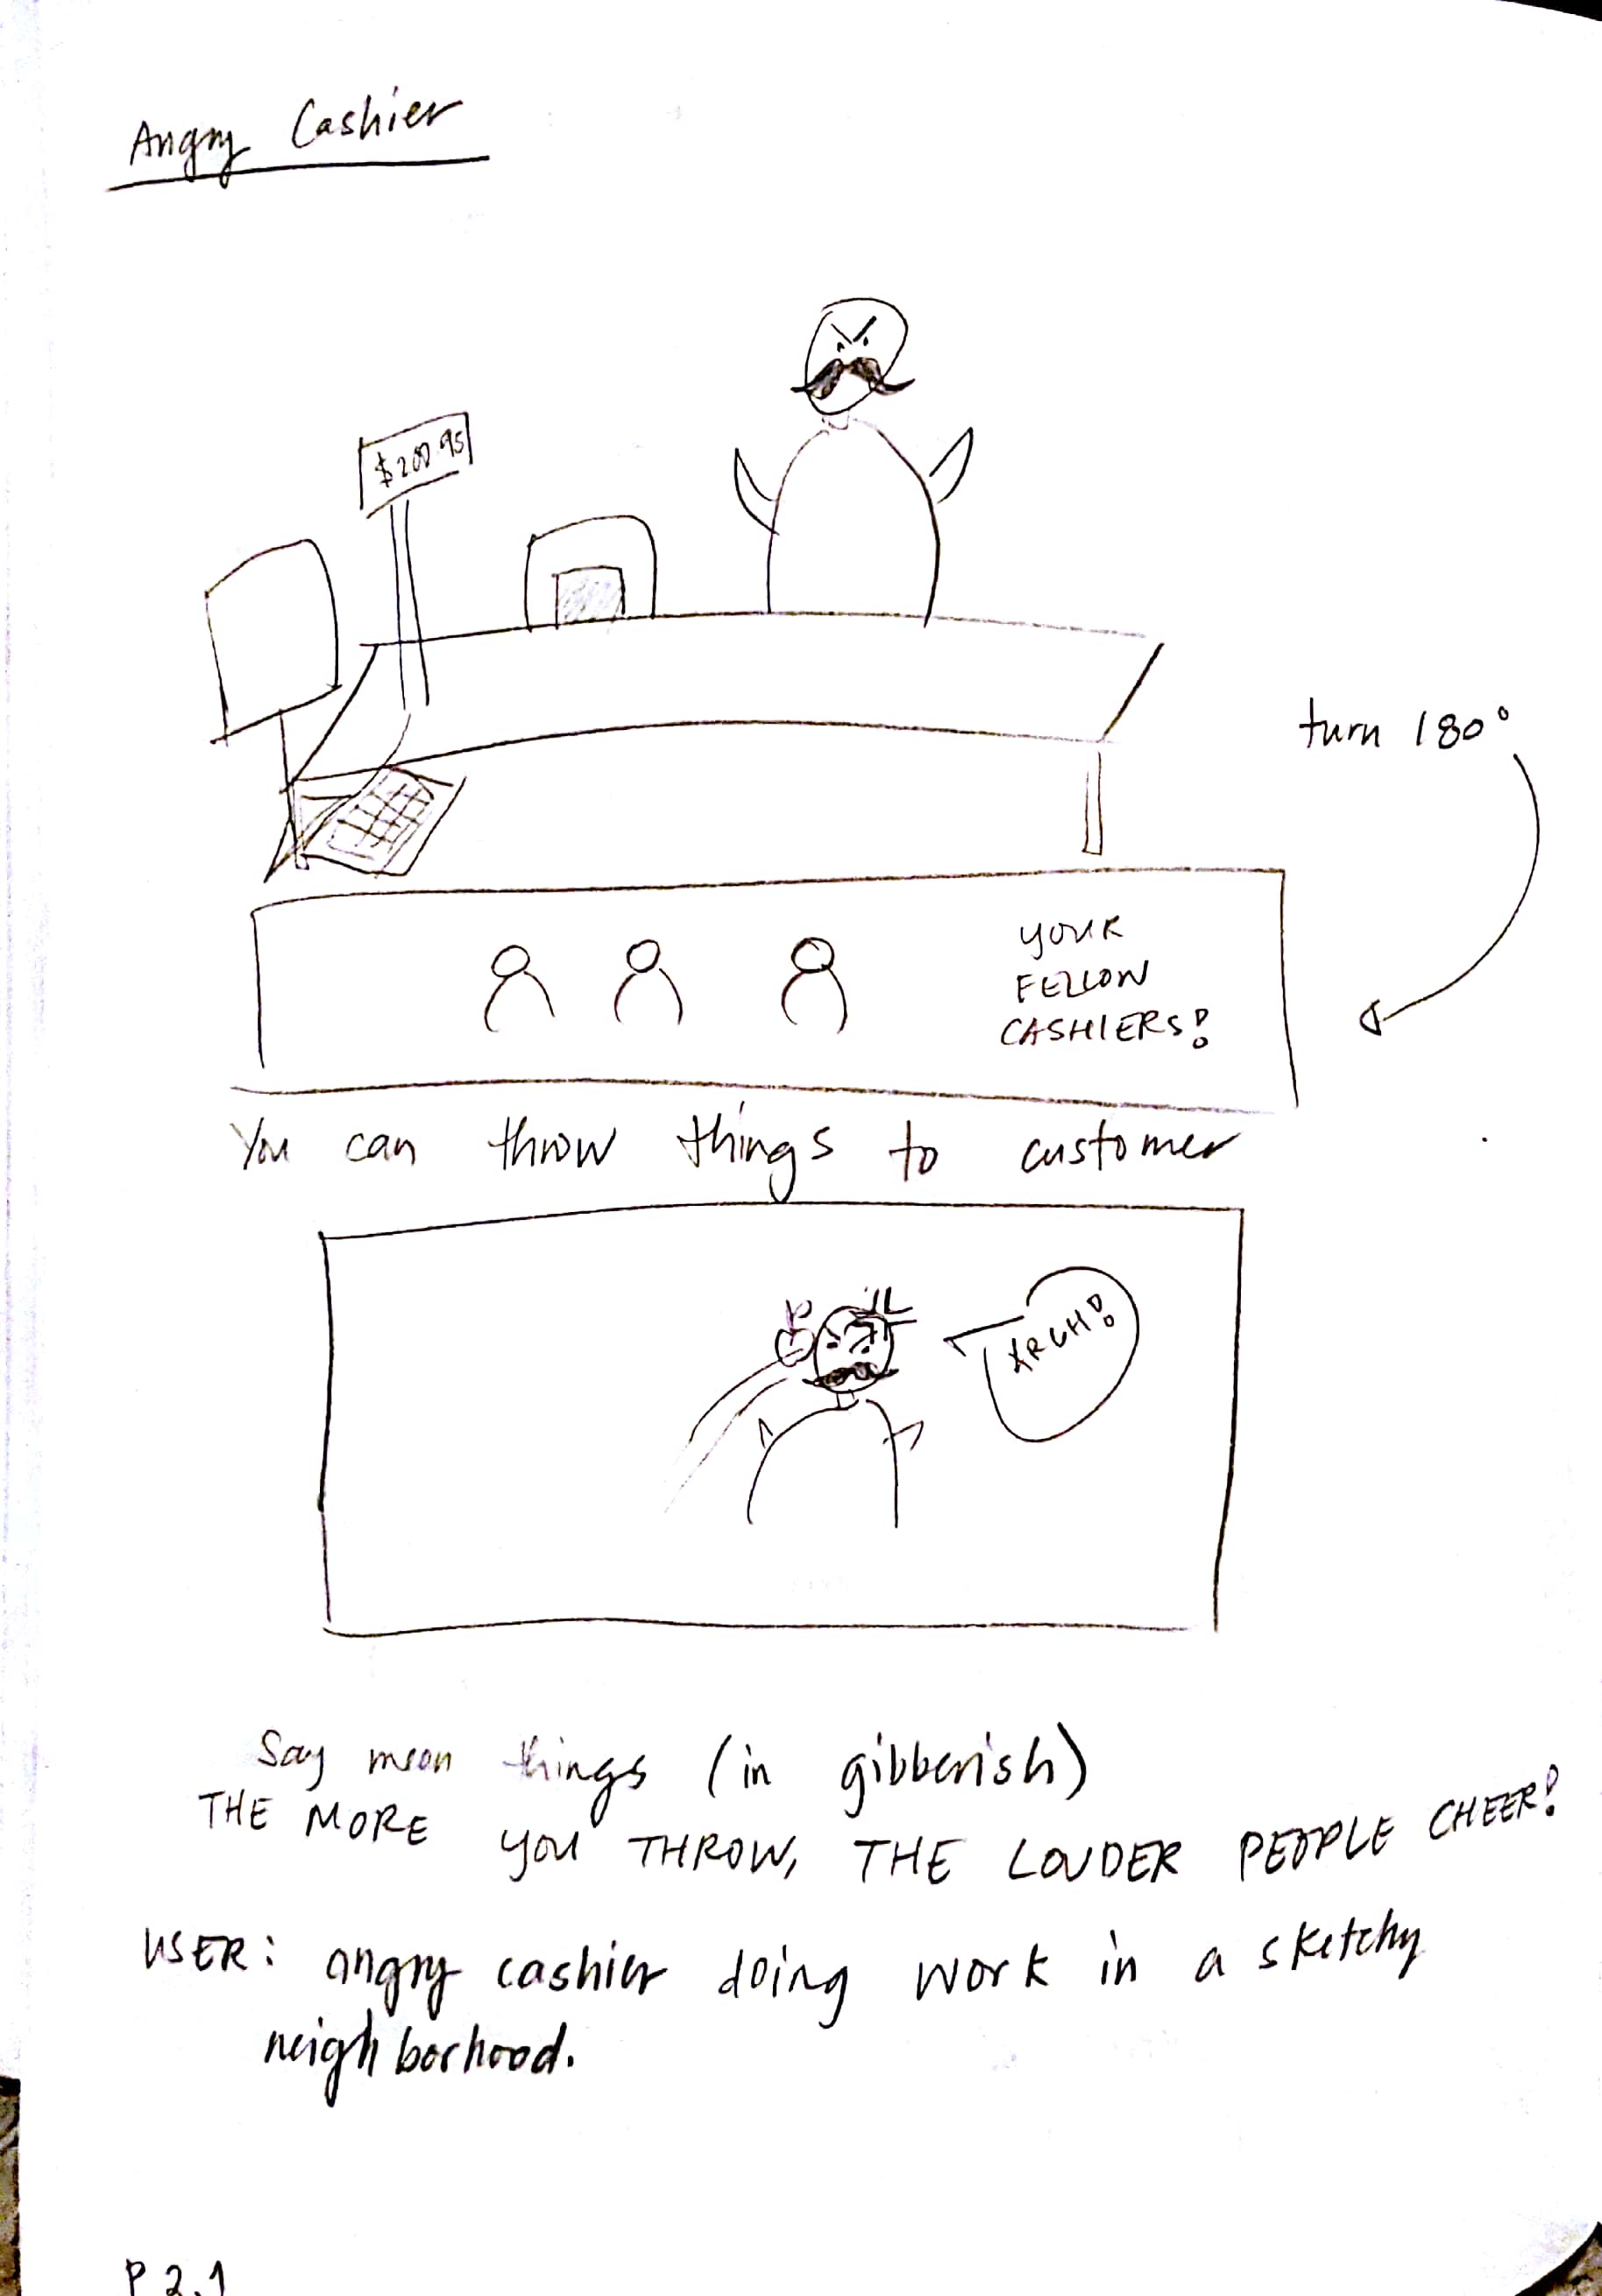 Angry Cashier
$200.95
turn 180°
YOUR
FELLOW
CASHIERS!
You can throw things to customer
ARGH!
Say mean things (in gibberish)
THE MORE YOU THROW, THE LOUDER PEOPLE CHEER!
USER: angry cashier doing work in a sketchy
neighborhood.
P 2.1